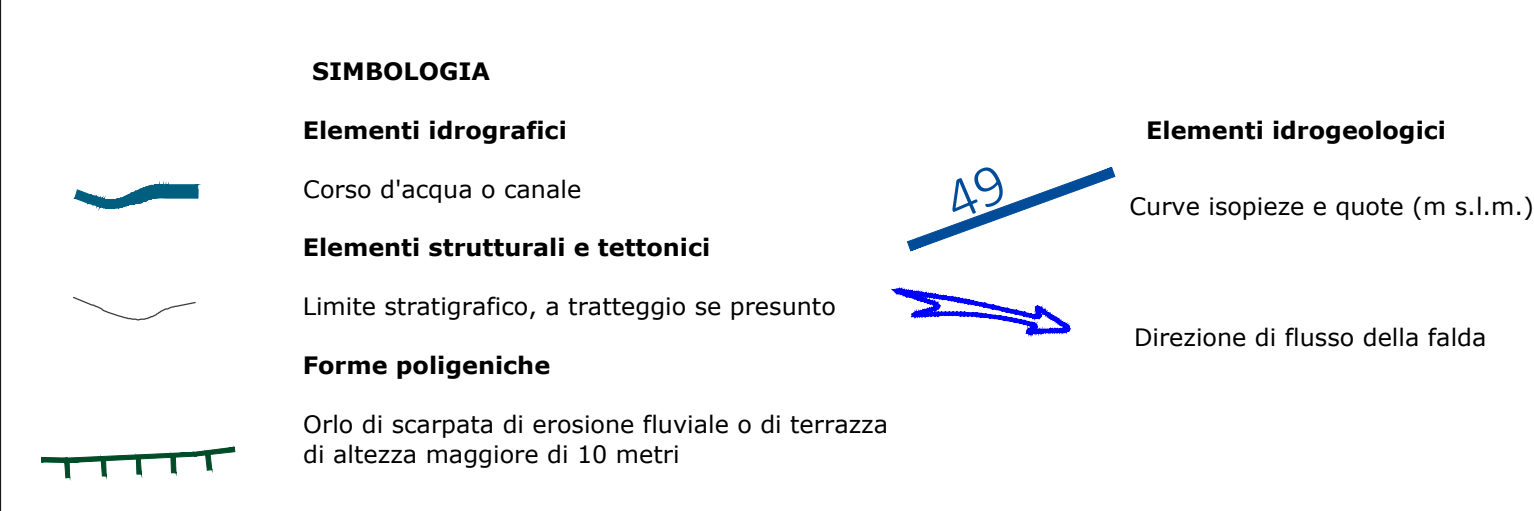 SIMBOLOGIA
Elementi idrografici
Corso d'acqua o canale
Elementi strutturali e tettonici
Limite stratigrafico, a tratteggio se presunto
Forme poligeniche
Orlo di scarpata di erosione fluviale o di terrazza
di altezza maggiore di 10 metri
Elementi idrogeologici
49
Curve isopieze e quote (m s.l.m.)
Direzione di flusso della falda